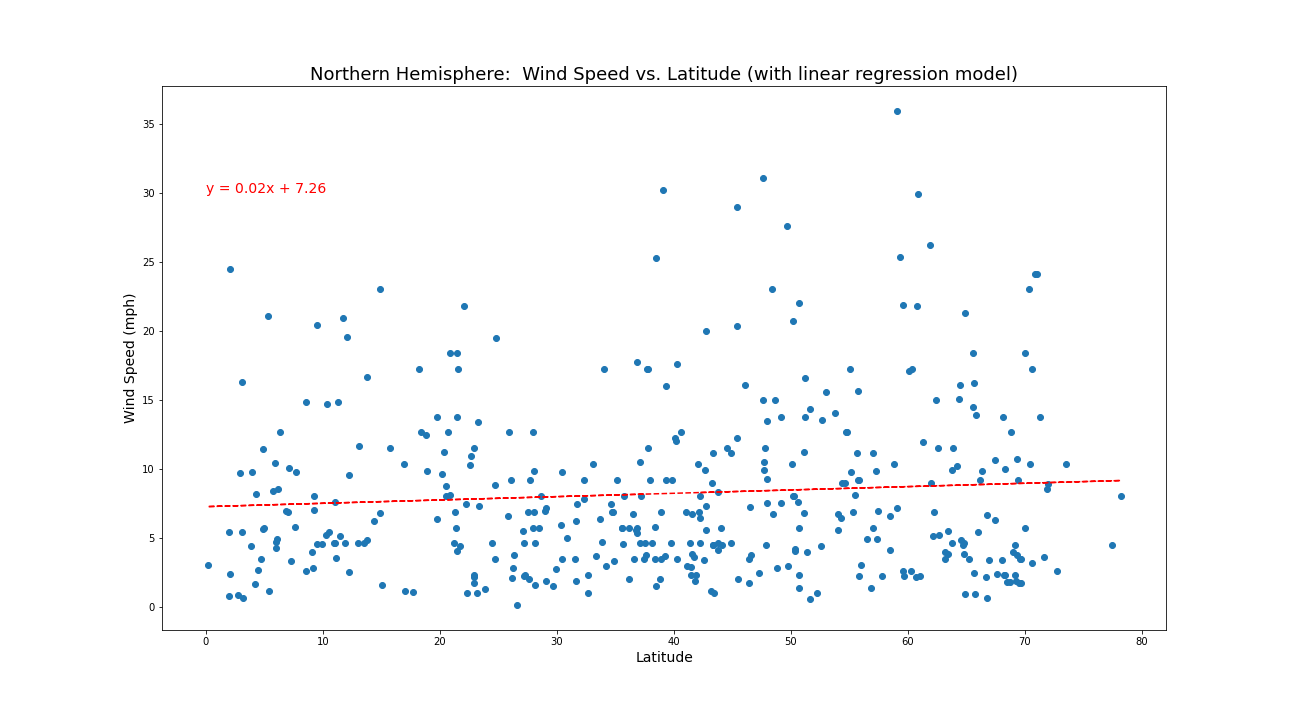 Northern Hemisphere:  Wind Speed vs. Latitude (with linear regression model)
35
30
25
20
15
10
5
0
Wind Speed (mph)
y = 0.02x + 7.26
0 10 20 30 40 50 60 70 80
Latitude